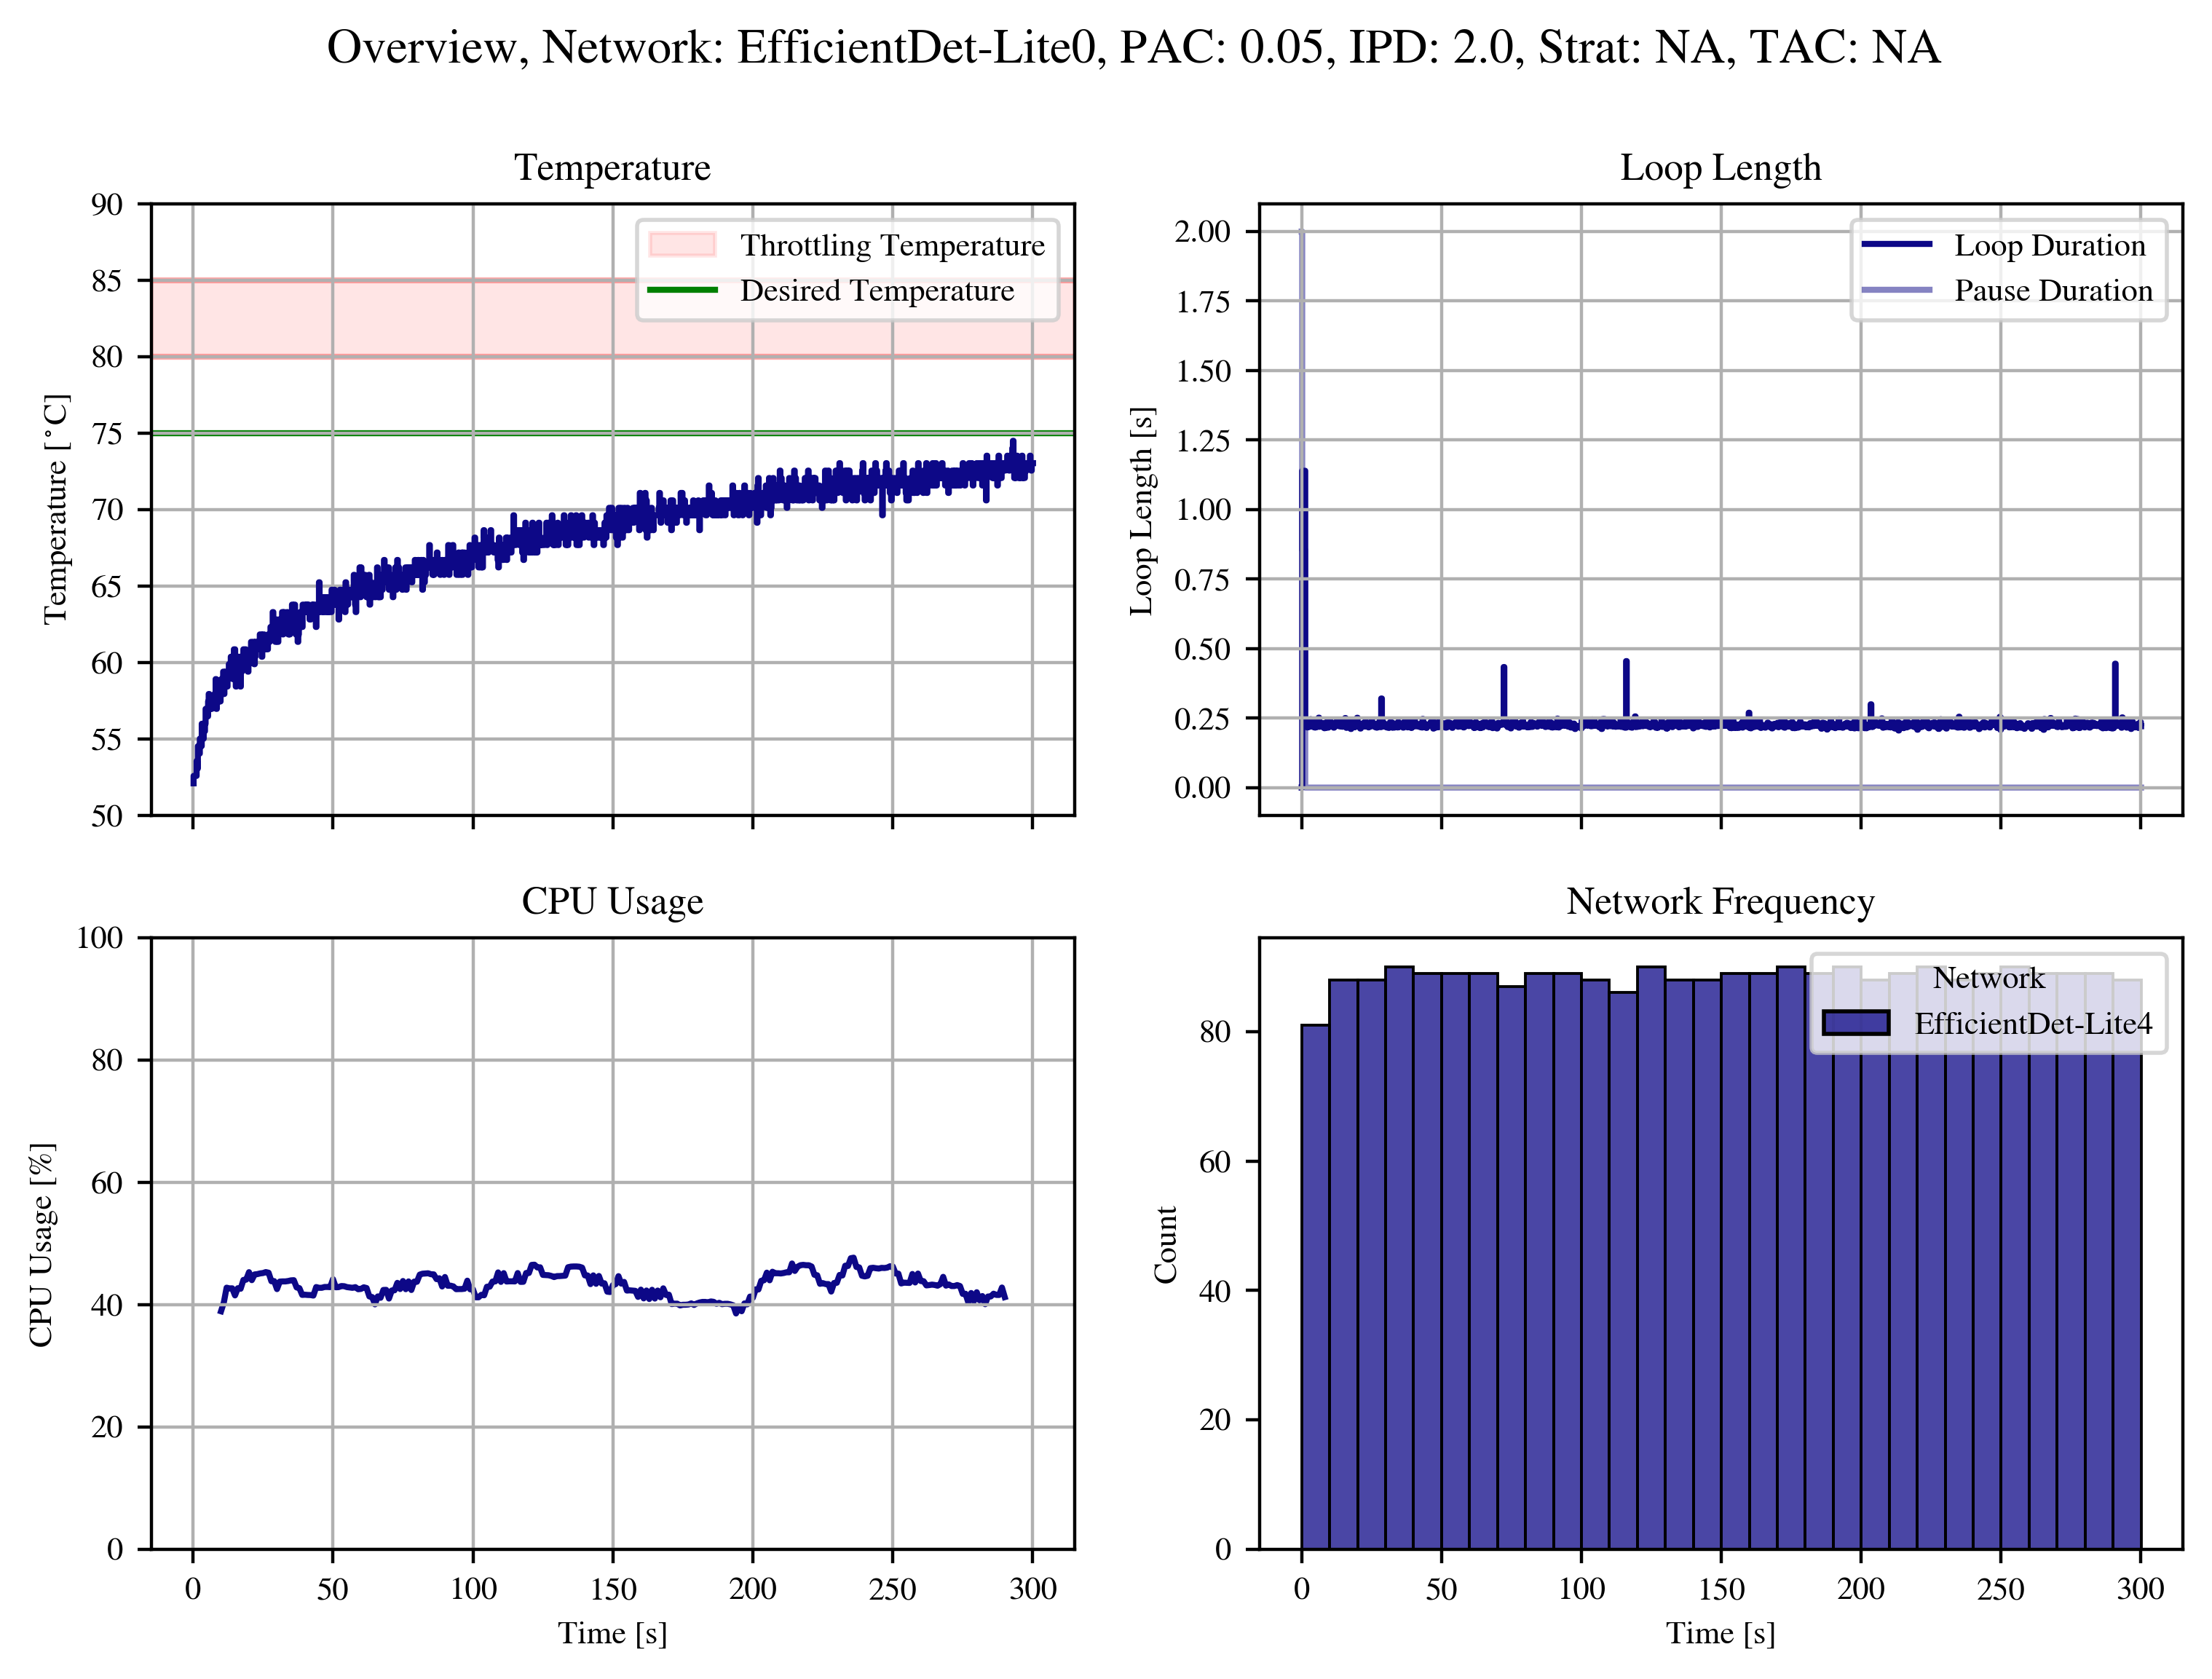 Overview, Network: EfficientDet-Lite0, PAC: 0.05, IPD: 2.0, Strat: NA, TAC: NA
Temperature
90
85
80
75
70
65
60
55
50
Temperature [°C]
Throttling Temperature
Desired Temperature
Loop Length
2.00
1.75
1.50
1.25
1.00
0.75
0.50
0.25
0.00
Loop Length [s]
Loop Duration
Pause Duration
CPU Usage
100
80
60
40
20
0
CPU Usage [%]
0 50 100 150 200 250 300
Time [s]
Network Frequency
80
60
40
20
0
Count
Network
EfficientDet-Lite4
0 50 100 150 200 250 300
Time [s]